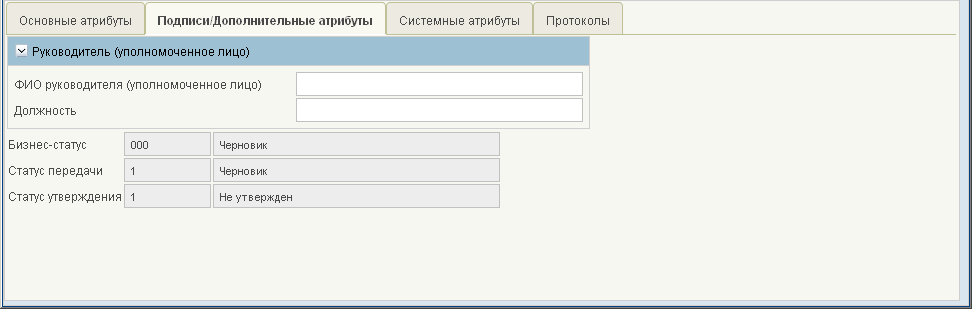 Основные атрибуты Подписи/Дополнительные атрибуты Системные атрибуты Протоколы
Руководитель (уполномоченное лицо)
ФИО руководителя (уполномоченное лицо)
Должность
Бизнес-статус 000 Черновик
Статус передачи 1 Черновик
Статус утверждения 1 Не утвержден